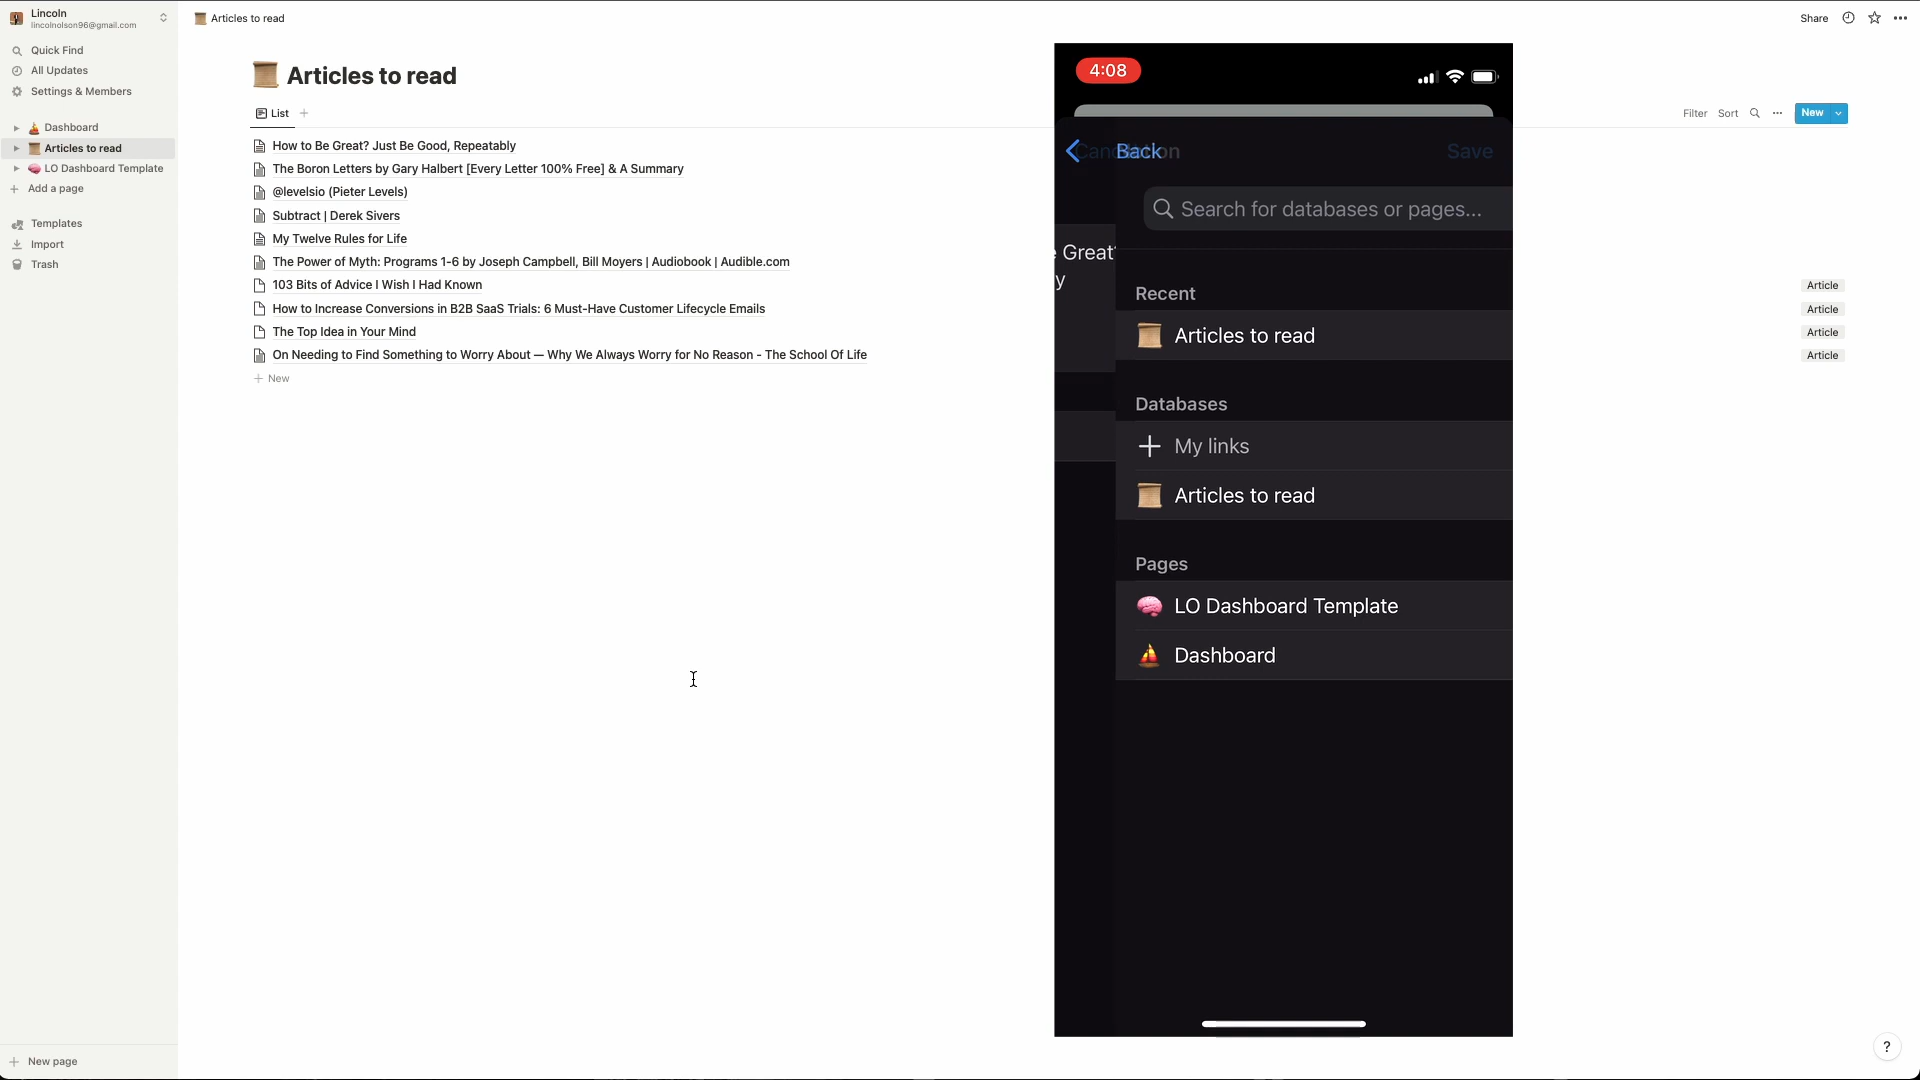 Lincoln
lincolnolson96@gmail.com
Quick Find
All Updates
Settings & Members
Dashboard
Articles to read
LO Dashboard Template
Add a page
Templates
Import
Trash
New page
Articles to read
Share
Articles to read
List
Filter
Sort
New
How to Be Great? Just Be Good, Repeatably
The Boron Letters by Gary Halbert [Every Letter 100% Free] & A Summary
@levelsio (Pieter Levels)
Subtract | Derek Sivers
My Twelve Rules for Life
The Power of Myth: Programs 1-6 by Joseph Campbell, Bill Moyers | Audiobook | Audible.com
103 Bits of Advice I Wish I Had Known
Article
How to Increase Conversions in B2B SaaS Trials: 6 Must-Have Customer Lifecycle Emails
Article
The Top Idea in Your Mind
Article
On Needing to Find Something to Worry About — Why We Always Worry for No Reason - The School Of Life
Article
New
4:08
Back
Save
Search for databases or pages...
Great
y
Recent
Articles to read
Databases
My links
Articles to read
Pages
LO Dashboard Template
Dashboard
?